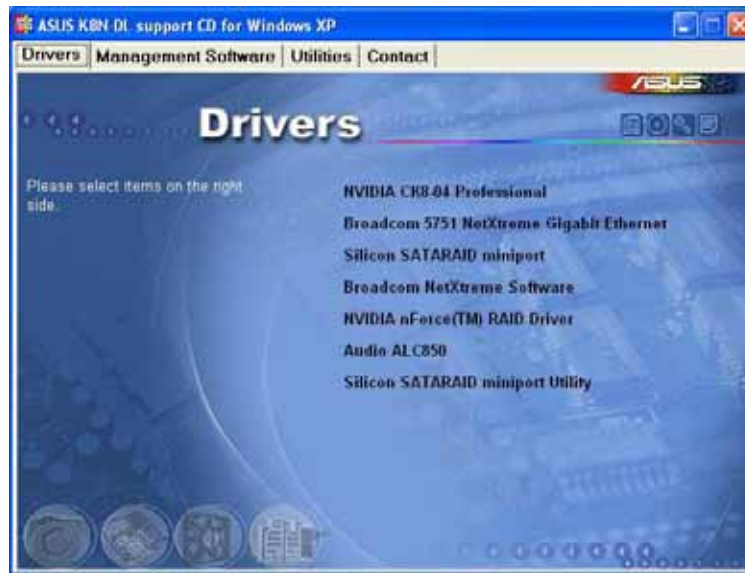 ASUS K8N-DL support CD for Windows XP
Drivers Management Software Utilities Contact
ASUS
Drivers
Please select items on the right side.
NVIDIA CK8-04 Professional
Broadcom 5751 NetXtreme Gigabit Ethernet
Silicon SATARAID miniport
Broadcom NetXtreme Software
NVIDIA nForce(TM) RAID Driver
Audio ALC850
Silicon SATARAID miniport Utility